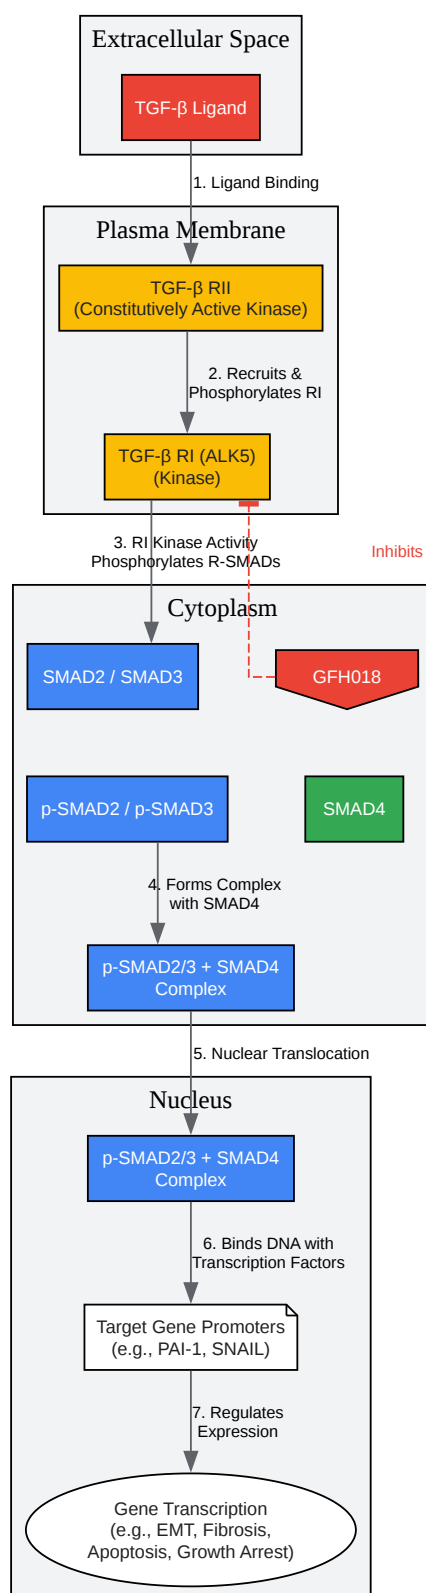 Extracellular Space
TGF-β Ligand
1. Ligand Binding
Plasma Membrane
TGF-β RII
(Constitutively Active Kinase)
2. Recruits &
Phosphorylates RI
TGF-β RI (ALK5)
(Kinase)
3. RI Kinase Activity
Phosphorylates R-SMADs
Inhibits
Cytoplasm
SMAD2 / SMAD3
GFH018
p-SMAD2 / p-SMAD3
SMAD4
4. Forms Complex
with SMAD4
p-SMAD2/3 + SMAD4
Complex
5. Nuclear Translocation
Nucleus
p-SMAD2/3 + SMAD4
Complex
6. Binds DNA with
Transcription Factors
Target Gene Promoters
(e.g., PAI-1, SNAIL)
7. Regulates
Expression
Gene Transcription
(e.g., EMT, Fibrosis,
Apoptosis, Growth Arrest)